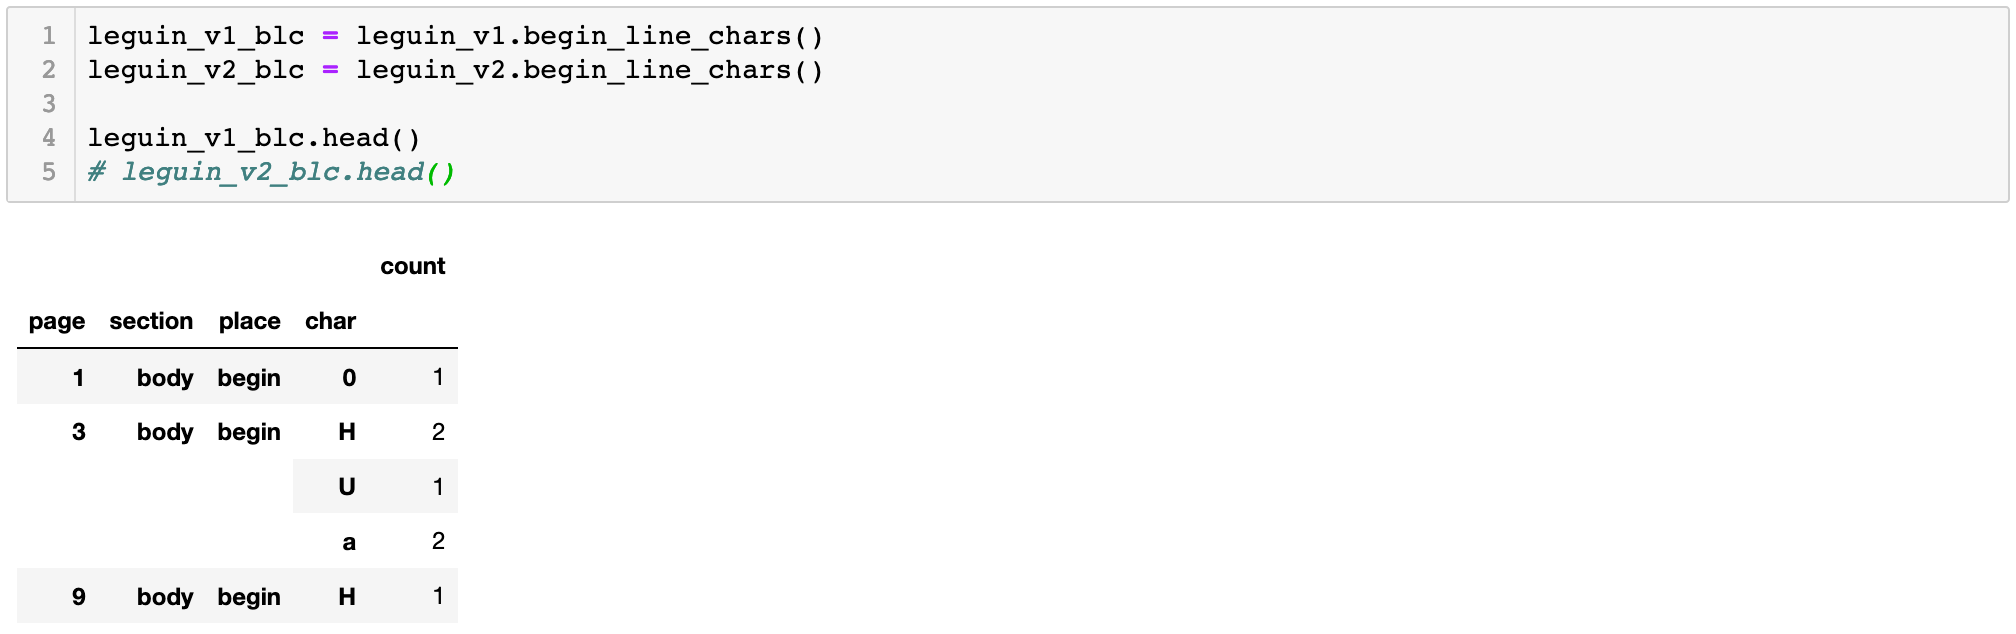 1 leguin_v1_blc = leguin_v1.begin_line_chars()
2 leguin_v2_blc = leguin_v2.begin_line_chars()
3
4 leguin_v1_blc.head()
5 # leguin_v2_blc.head()
count
page section place char
1 body begin 0 1
3 body begin H 2
U 1
a 2
9 body begin H 1